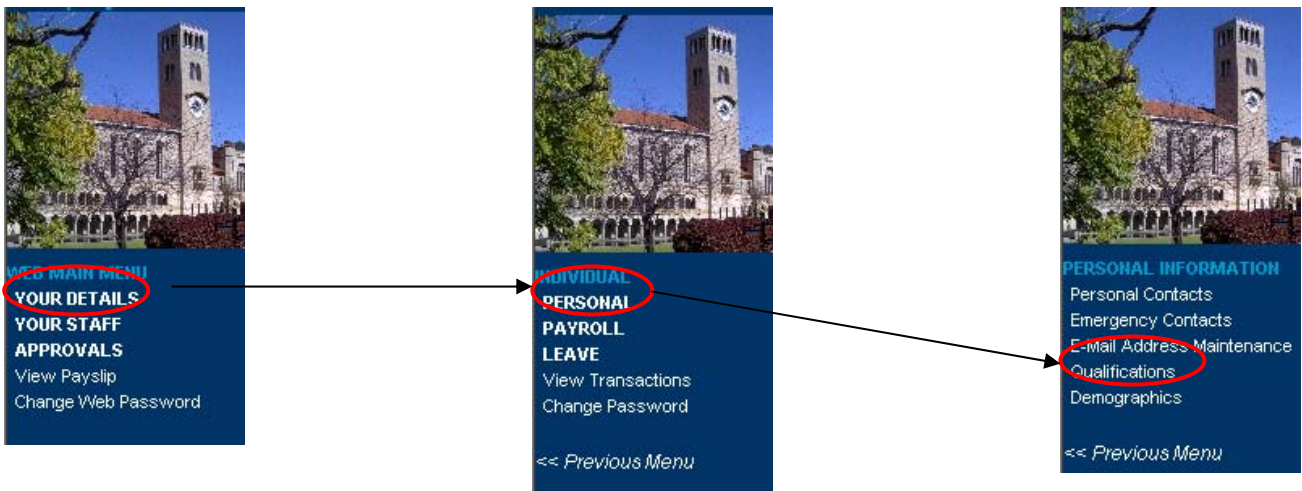 WEB MAIN MENU
YOUR DETAILS
YOUR STAFF
APPROVALS
View Payslip
Change Web Password
INDIVIDUAL
PERSONAL
PAYROLL
LEAVE
View Transactions
Change Password
<< Previous Menu
PERSONAL INFORMATION
Personal Contacts
Emergency Contacts
E-Mail Address Maintenance
Qualifications
Demographics
<< Previous Menu